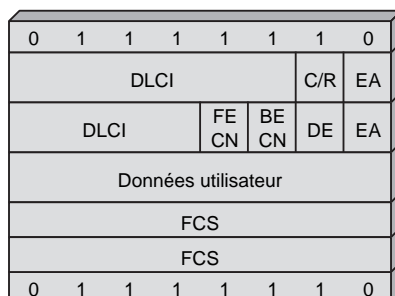 0 1 1 1 1 1 1 0
DLCI C/R EA
DLCI FE CN BE CN DE EA
Données utilisateur
FCS
FCS
0 1 1 1 1 1 1 0